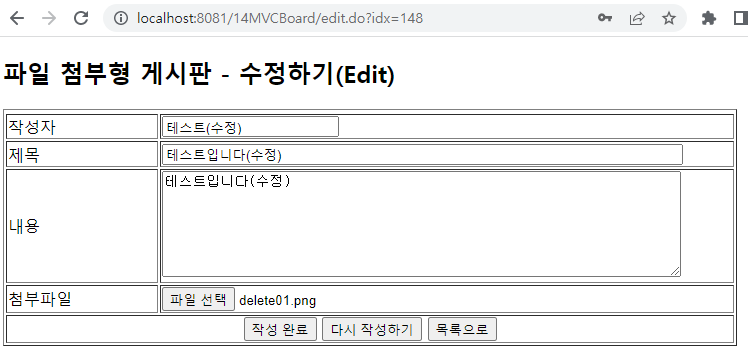 localhost:8081/14MVCBoard/edit.do?idx=148
파일 첨부형 게시판 - 수정하기(Edit)
작성자 테스트(수정)
제목 테스트입니다(수정)
내용 테스트입니다(수정)
첨부파일 파일 선택 delete01.png
작성 완료 다시 작성하기 목록으로